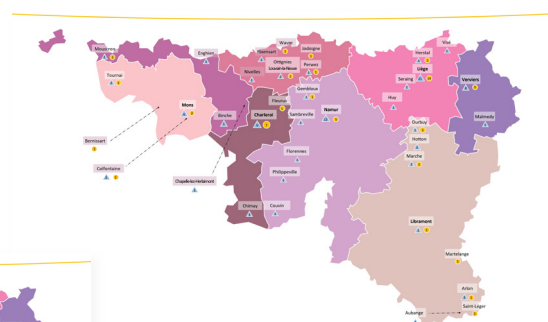 Mouscron
Tournai
Enghien
Nivelles
Wavre
Jodoigne
Ottignies
Louvain-la-Neuve
Perwez
Gembloux
Mons
Binche
Charleroi
Fleurus
Sambreville
Namur
Visé
Herstal
Liège
Seraing
Huy
Verviers
Malmedy
Bernissart
Colfontaine
Chapelle-lez-Herlaimont
Durbuy
Hotton
Marche
Florennes
Philippeville
Chimay
Couvin
Libramont
Martelange
Arlon
Saint-Léger
Aubange